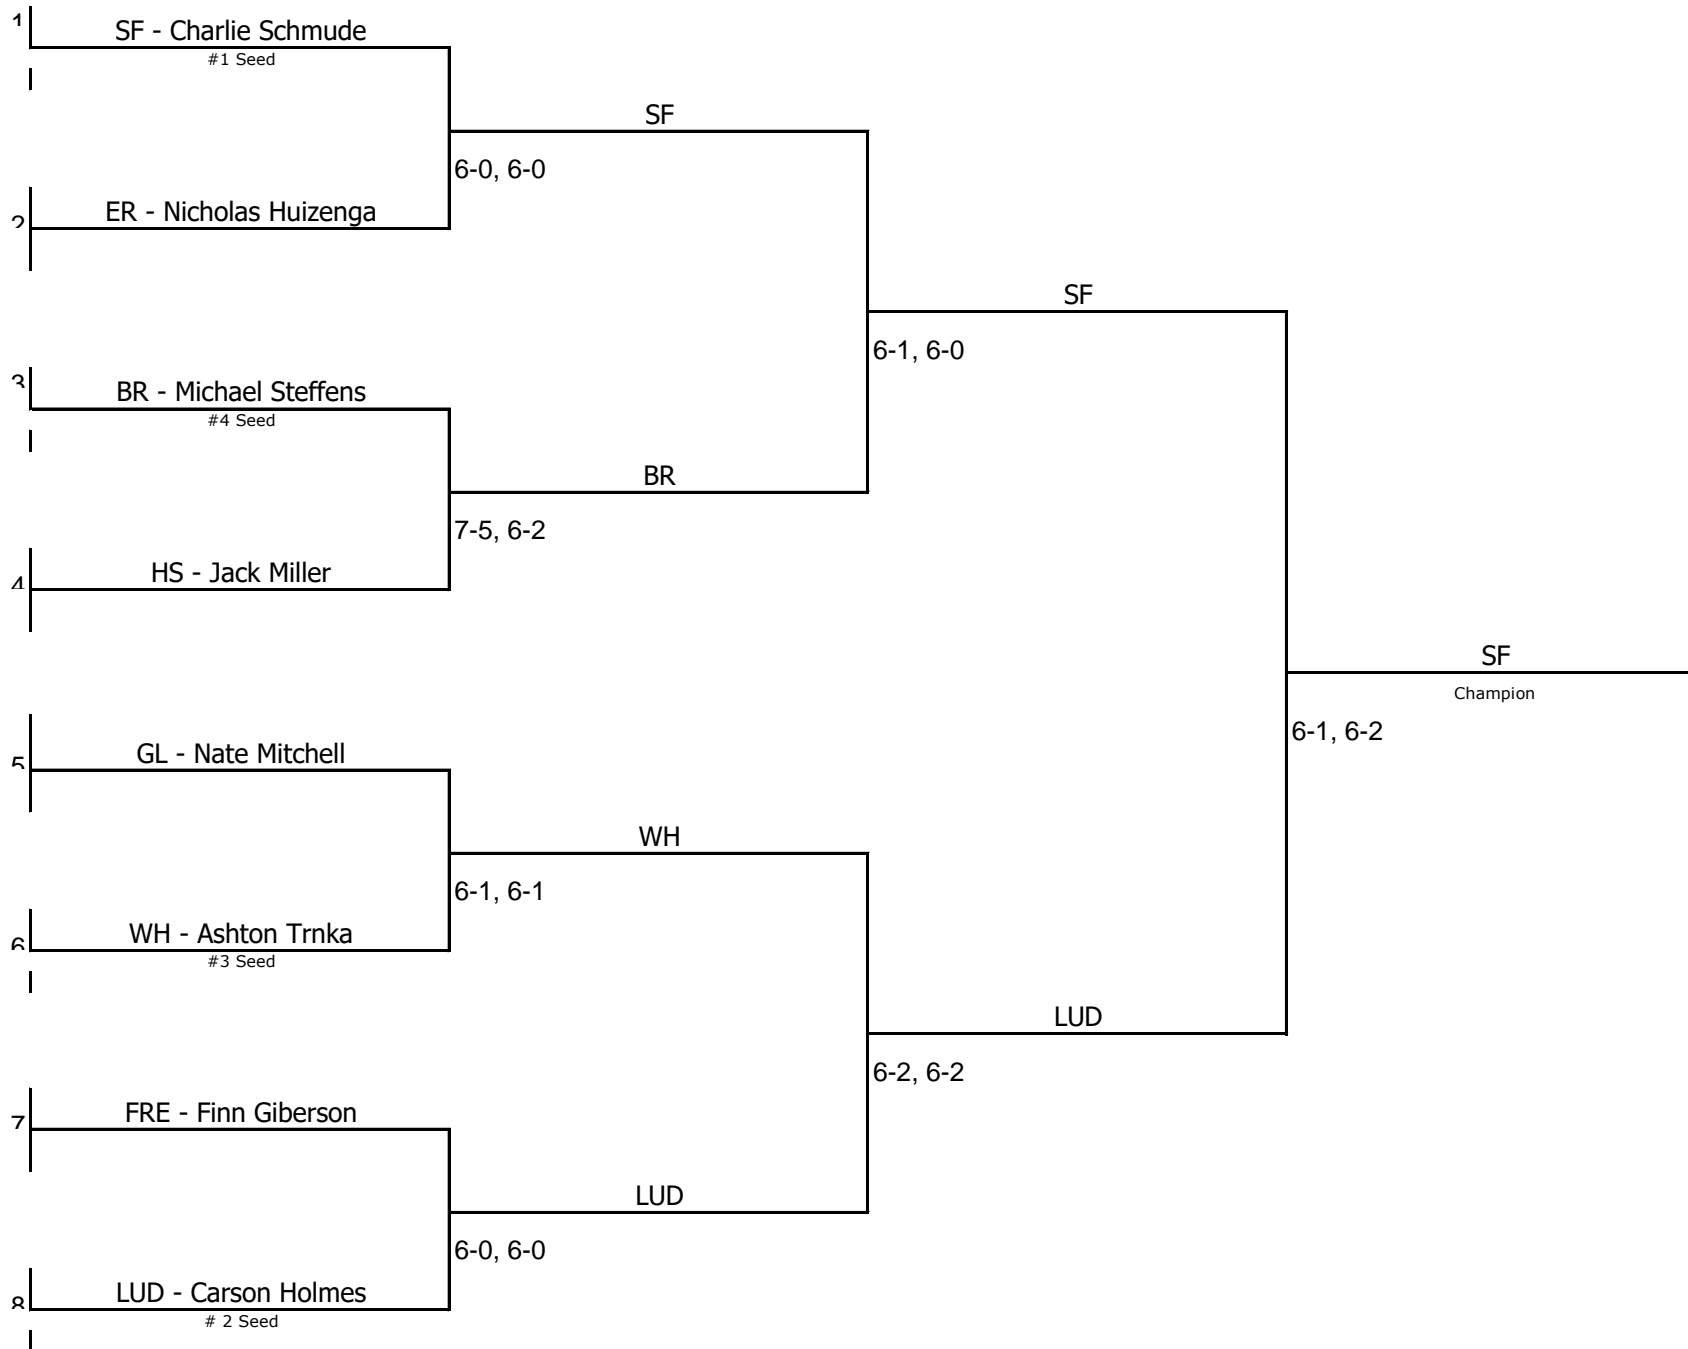 1
SF - Charlie Schmude
#1 Seed
SF
6-0, 6-0
2
ER - Nicholas Huizenga
SF
6-1, 6-0
3
BR - Michael Steffens
#4 Seed
BR
7-5, 6-2
4
HS - Jack Miller
SF
Champion
6-1, 6-2
5
GL - Nate Mitchell
WH
6-1, 6-1
6
WH - Ashton Trnka
#3 Seed
LUD
6-2, 6-2
7
FRE - Finn Giberson
LUD
6-0, 6-0
8
LUD - Carson Holmes
# 2 Seed